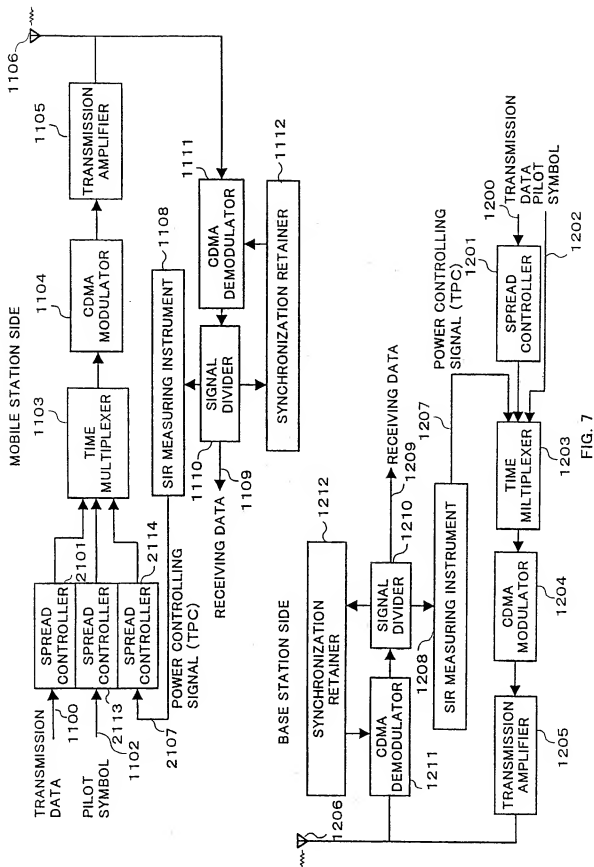 MOBILE STATION SIDE
TRANSMISSION
DATA
1100
PILOT
SYMBOL
1102
2107
SPREAD
CONTROLLER
2101
SPREAD
CONTROLLER
2113
SPREAD
CONTROLLER
2114
POWER CONTROLLING
SIGNAL (TPC)
TIME
MULTIPLEXER
1103
CDMA
MODULATOR
1104
TRANSMISSION
AMPLIFIER
1105
1106
SIR MEASURING INSTRUMENT
1108
RECEIVING DATA
1109
SIGNAL
DIVIDER
1110
CDMA
DEMODULATOR
1111
SYNCHRONIZATION RETAINER
1112
BASE STATION SIDE
1206
SYNCHRONIZATION
RETAINER
1212
CDMA
DEMODULATOR
1211
SIGNAL
DIVIDER
1210
RECEIVING DATA
1209
SIR MEASURING INSTRUMENT
1208
1207
POWER CONTROLLING
SIGNAL (TPC)
TRANSMISSION
AMPLIFIER
1205
CDMA
MODULATOR
1204
TIME
MILTIPLEXER
1203
SPREAD
CONTROLLER
1201
1200
TRANSMISSION
DATA
PILOT
SYMBOL
1202
FIG. 7